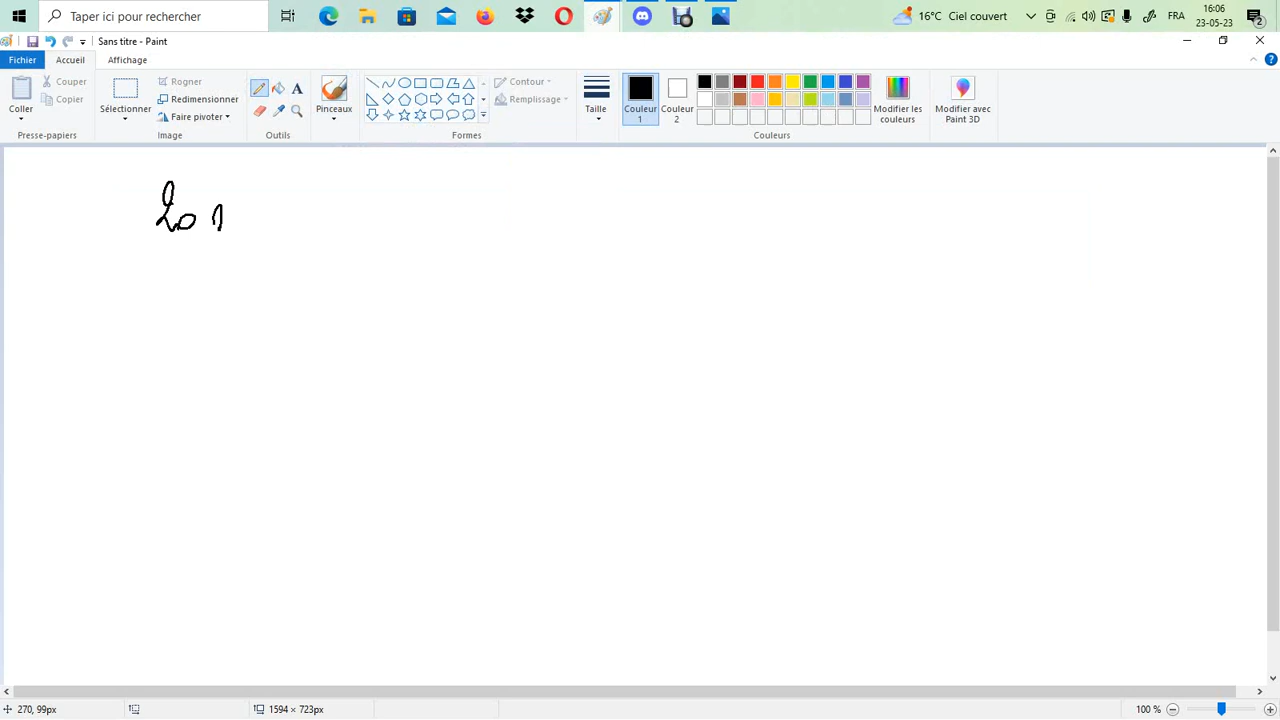 Taper ici pour rechercher
16°C Ciel couvert
FRA
16:06
23-05-23
2
Sans titre - Paint
Fichier
Accueil
Affichage
Coller
Couper
Copier
Presse-papiers
Sélectionner
Rogner
Redimensionner
Faire pivoter
Image
A
Outils
Pinceaux
Contour
Remplissage
Formes
Taille
Couleur 1
Couleur 2
Modifier les couleurs
Couleurs
Modifier avec Paint 3D
270, 99px
1594 × 723px
100 %